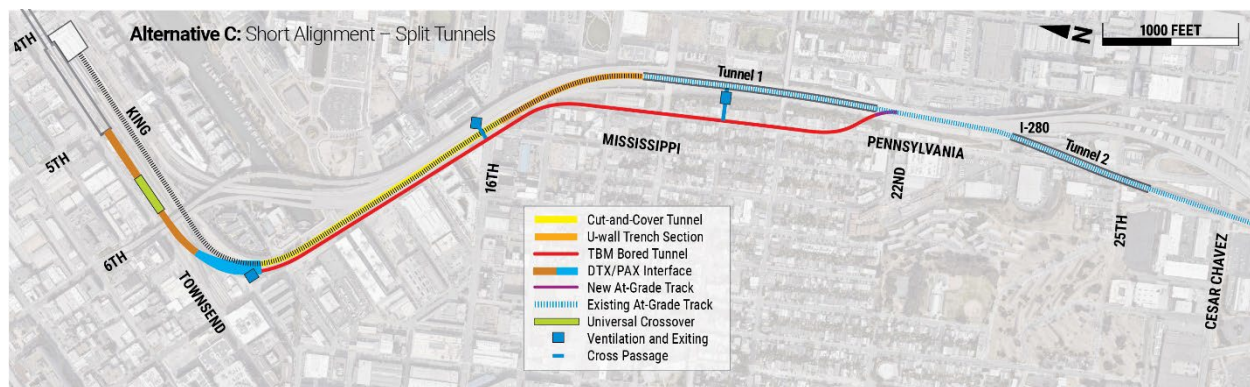 Alternative C: Short Alignment – Split Tunnels
N
1000 FEET
4TH
KING
5TH
6TH
TOWNSEND
16TH
MISSISSIPPI
Tunnel 1
PENNSYLVANIA
22ND
I-280
Tunnel 2
25TH
CESAR CHAVEZ
Cut-and-Cover Tunnel
U-wall Trench Section
TBM Bored Tunnel
DTX/PAX Interface
New At-Grade Track
Existing At-Grade Track
Universal Crossover
Ventilation and Exiting
Cross Passage